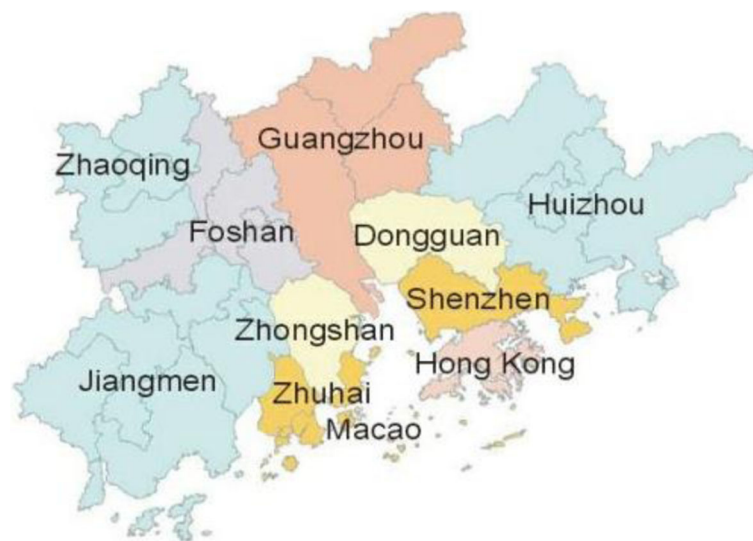 Guangzhou
Zhaoqing
Huizhou
Foshan
Dongguan
Shenzhen
Zhongshan
Hong Kong
Jiangmen
Zhuhai
Macao